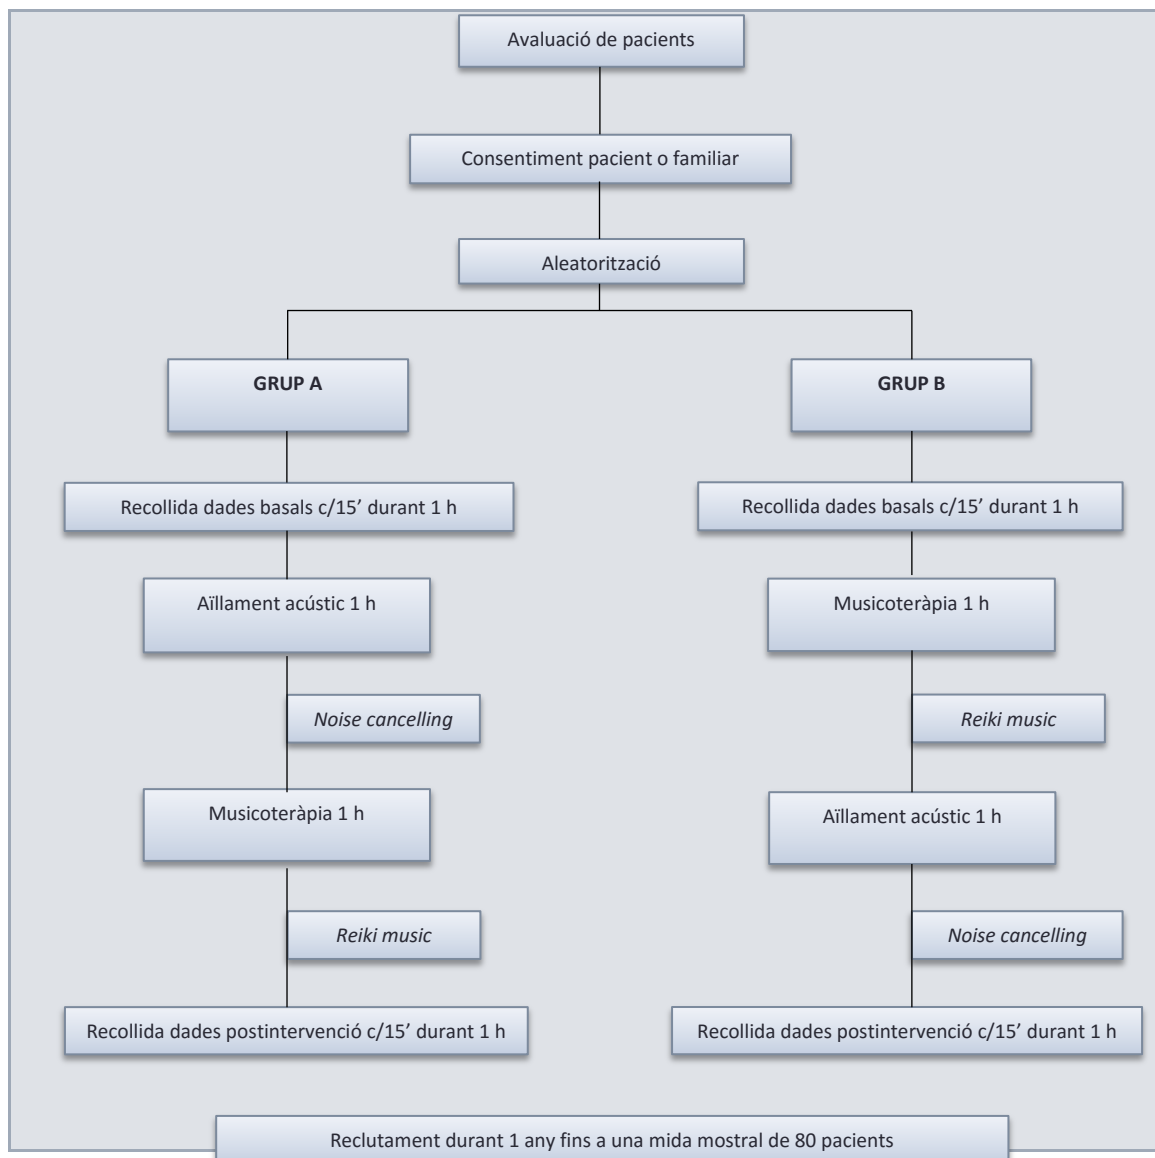 Avaluació de pacients
Consentiment pacient o familiar
Aleatorització
GRUP A
GRUP B
Recollida dades basals c/15’ durant 1 h
Recollida dades basals c/15’ durant 1 h
Aïllament acústic 1 h
Musicoteràpia 1 h
Noise cancelling
Reiki music
Musicoteràpia 1 h
Aïllament acústic 1 h
Reiki music
Noise cancelling
Recollida dades postintervenció c/15’ durant 1 h
Recollida dades postintervenció c/15’ durant 1 h
Reclutament durant 1 any fins a una mida mostral de 80 pacients